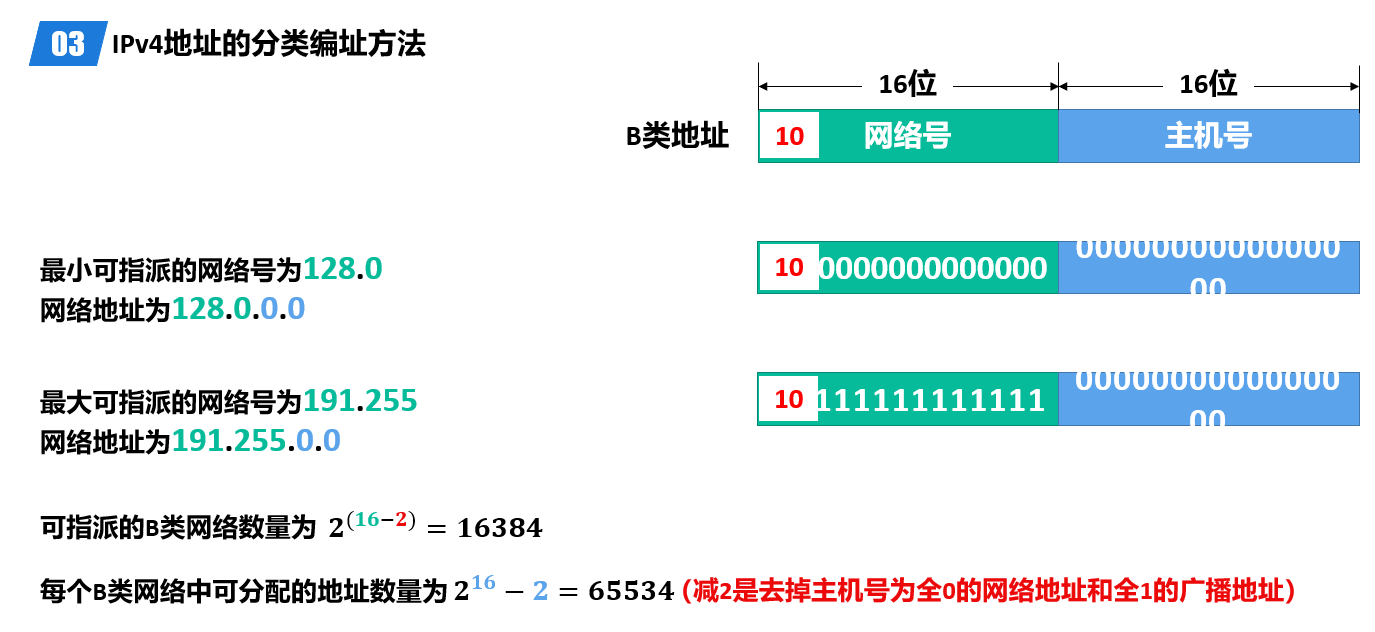 03 IPv4地址的分类编址方法
16位 16位
B类地址 10 网络号 主机号
最小可指派的网络号为128.0
网络地址为128.0.0.0
10 0000000000000 00000000000000
00
最大可指派的网络号为191.255
网络地址为191.255.0.0
10 111111111111 00000000000000
00
可指派的B类网络数量为 2^(16-2) = 16384
每个B类网络中可分配的地址数量为 2^16 - 2 = 65534 (减2是去掉主机号为全0的网络地址和全1的广播地址)